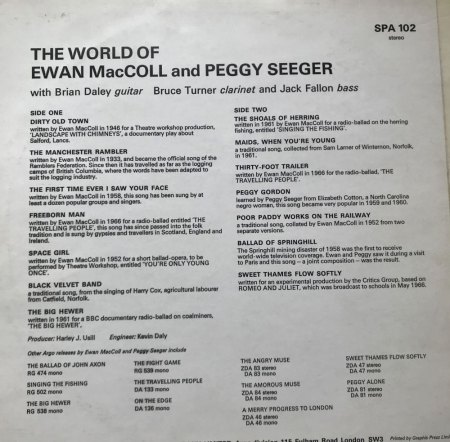 SPA 102
stereo
THE WORLD OF
EWAN MacCOLL and PEGGY SEEGER
with Brian Daley guitar Bruce Turner clarinet and Jack Fallon bass
SIDE ONE
DIRTY OLD TOWN
written by Ewan MacColl in 1946 for a Theatre workshop production,
'LANDSCAPE WITH CHIMNEYS', a documentary play about
Salford, Lancs.
THE MANCHESTER RAMBLER
written by Ewan MacColl in 1933, and became the official song of the
Ramblers Federation. Since then it has travelled as far as the logging
camps of British Columbia, where the words have been adapted to
suit the logging industry.
THE FIRST TIME EVER I SAW YOUR FACE
written by Ewan MacColl in 1958, this song has been sung by at
least a dozen popular groups and singers.
FREEBORN MAN
written by Ewan MacColl in 1966 for a radio-ballad entitled 'THE
TRAVELLING PEOPLE', this song has since passed into the folk
tradition and is sung by gypsies and travellers in Scotland, England and
Ireland.
SPACE GIRL
written by Ewan MacColl in 1952 for a short ballad-opera, to be
performed by Theatre Workshop, entitled 'YOU'RE ONLY YOUNG
ONCE'.
BLACK VELVET BAND
a traditional song, from the singing of Harry Cox, agricultural labourer
from Catfield, Norfolk.
THE BIG HEWER
written in 1961 for a BBC documentary radio-ballad on coalminers,
'THE BIG HEWER'.
Producer: Harley J. Usill Engineer: Kevin Daly
SIDE TWO
THE SHOALS OF HERRING
written in 1961 by Ewan MacColl for a radio-ballad on the herring
fishing, entitled 'SINGING THE FISHING'.
MAIDS, WHEN YOU'RE YOUNG
a traditional song, collected from Sam Larner of Winterton, Norfolk,
in 1961.
THIRTY-FOOT TRAILER
written by Ewan MacColl in 1966 for the radio-ballad, 'THE
TRAVELLING PEOPLE'.
PEGGY GORDON
learned by Peggy Seeger from Elizabeth Cotton, a North Carolina
negro woman, this song became very popular in 1959 and 1960.
POOR PADDY WORKS ON THE RAILWAY
a traditional song, collated by Ewan MacColl in 1952 from two
separate versions.
BALLAD OF SPRINGHILL
The Springhill mining disaster of 1958 was the first to receive
world-wide television coverage. Ewan and Peggy saw it during a visit
to Paris and this song – a joint composition – was the result.
SWEET THAMES FLOW SOFTLY
written for an experimental production by the Critics Group, based on
ROMEO AND JULIET, which was broadcast to schools in May 1966.
Other Argo releases by Ewan MacColl and Peggy Seeger include
THE BALLAD OF JOHN AXON
RG 474 mono
SINGING THE FISHING
RG 502 mono
THE BIG HEWER
RG 538 mono
THE FIGHT GAME
RG 539 mono
THE TRAVELLING PEOPLE
DA 133 mono
ON THE EDGE
DA 136 mono
THE ANGRY MUSE
ZDA 83 stereo
DA 83 mono
THE AMOROUS MUSE
ZDA 84 stereo
DA 84 mono
A MERRY PROGRESS TO LONDON
ZDA 46 stereo
DA 46 mono
SWEET THAMES FLOW SOFTLY
ZDA 47 stereo
DA 47 mono
PEGGY ALONE
ZDA 81 stereo
DA 81 mono
115 Fulham Road London SW3 Printed by Graphic Press